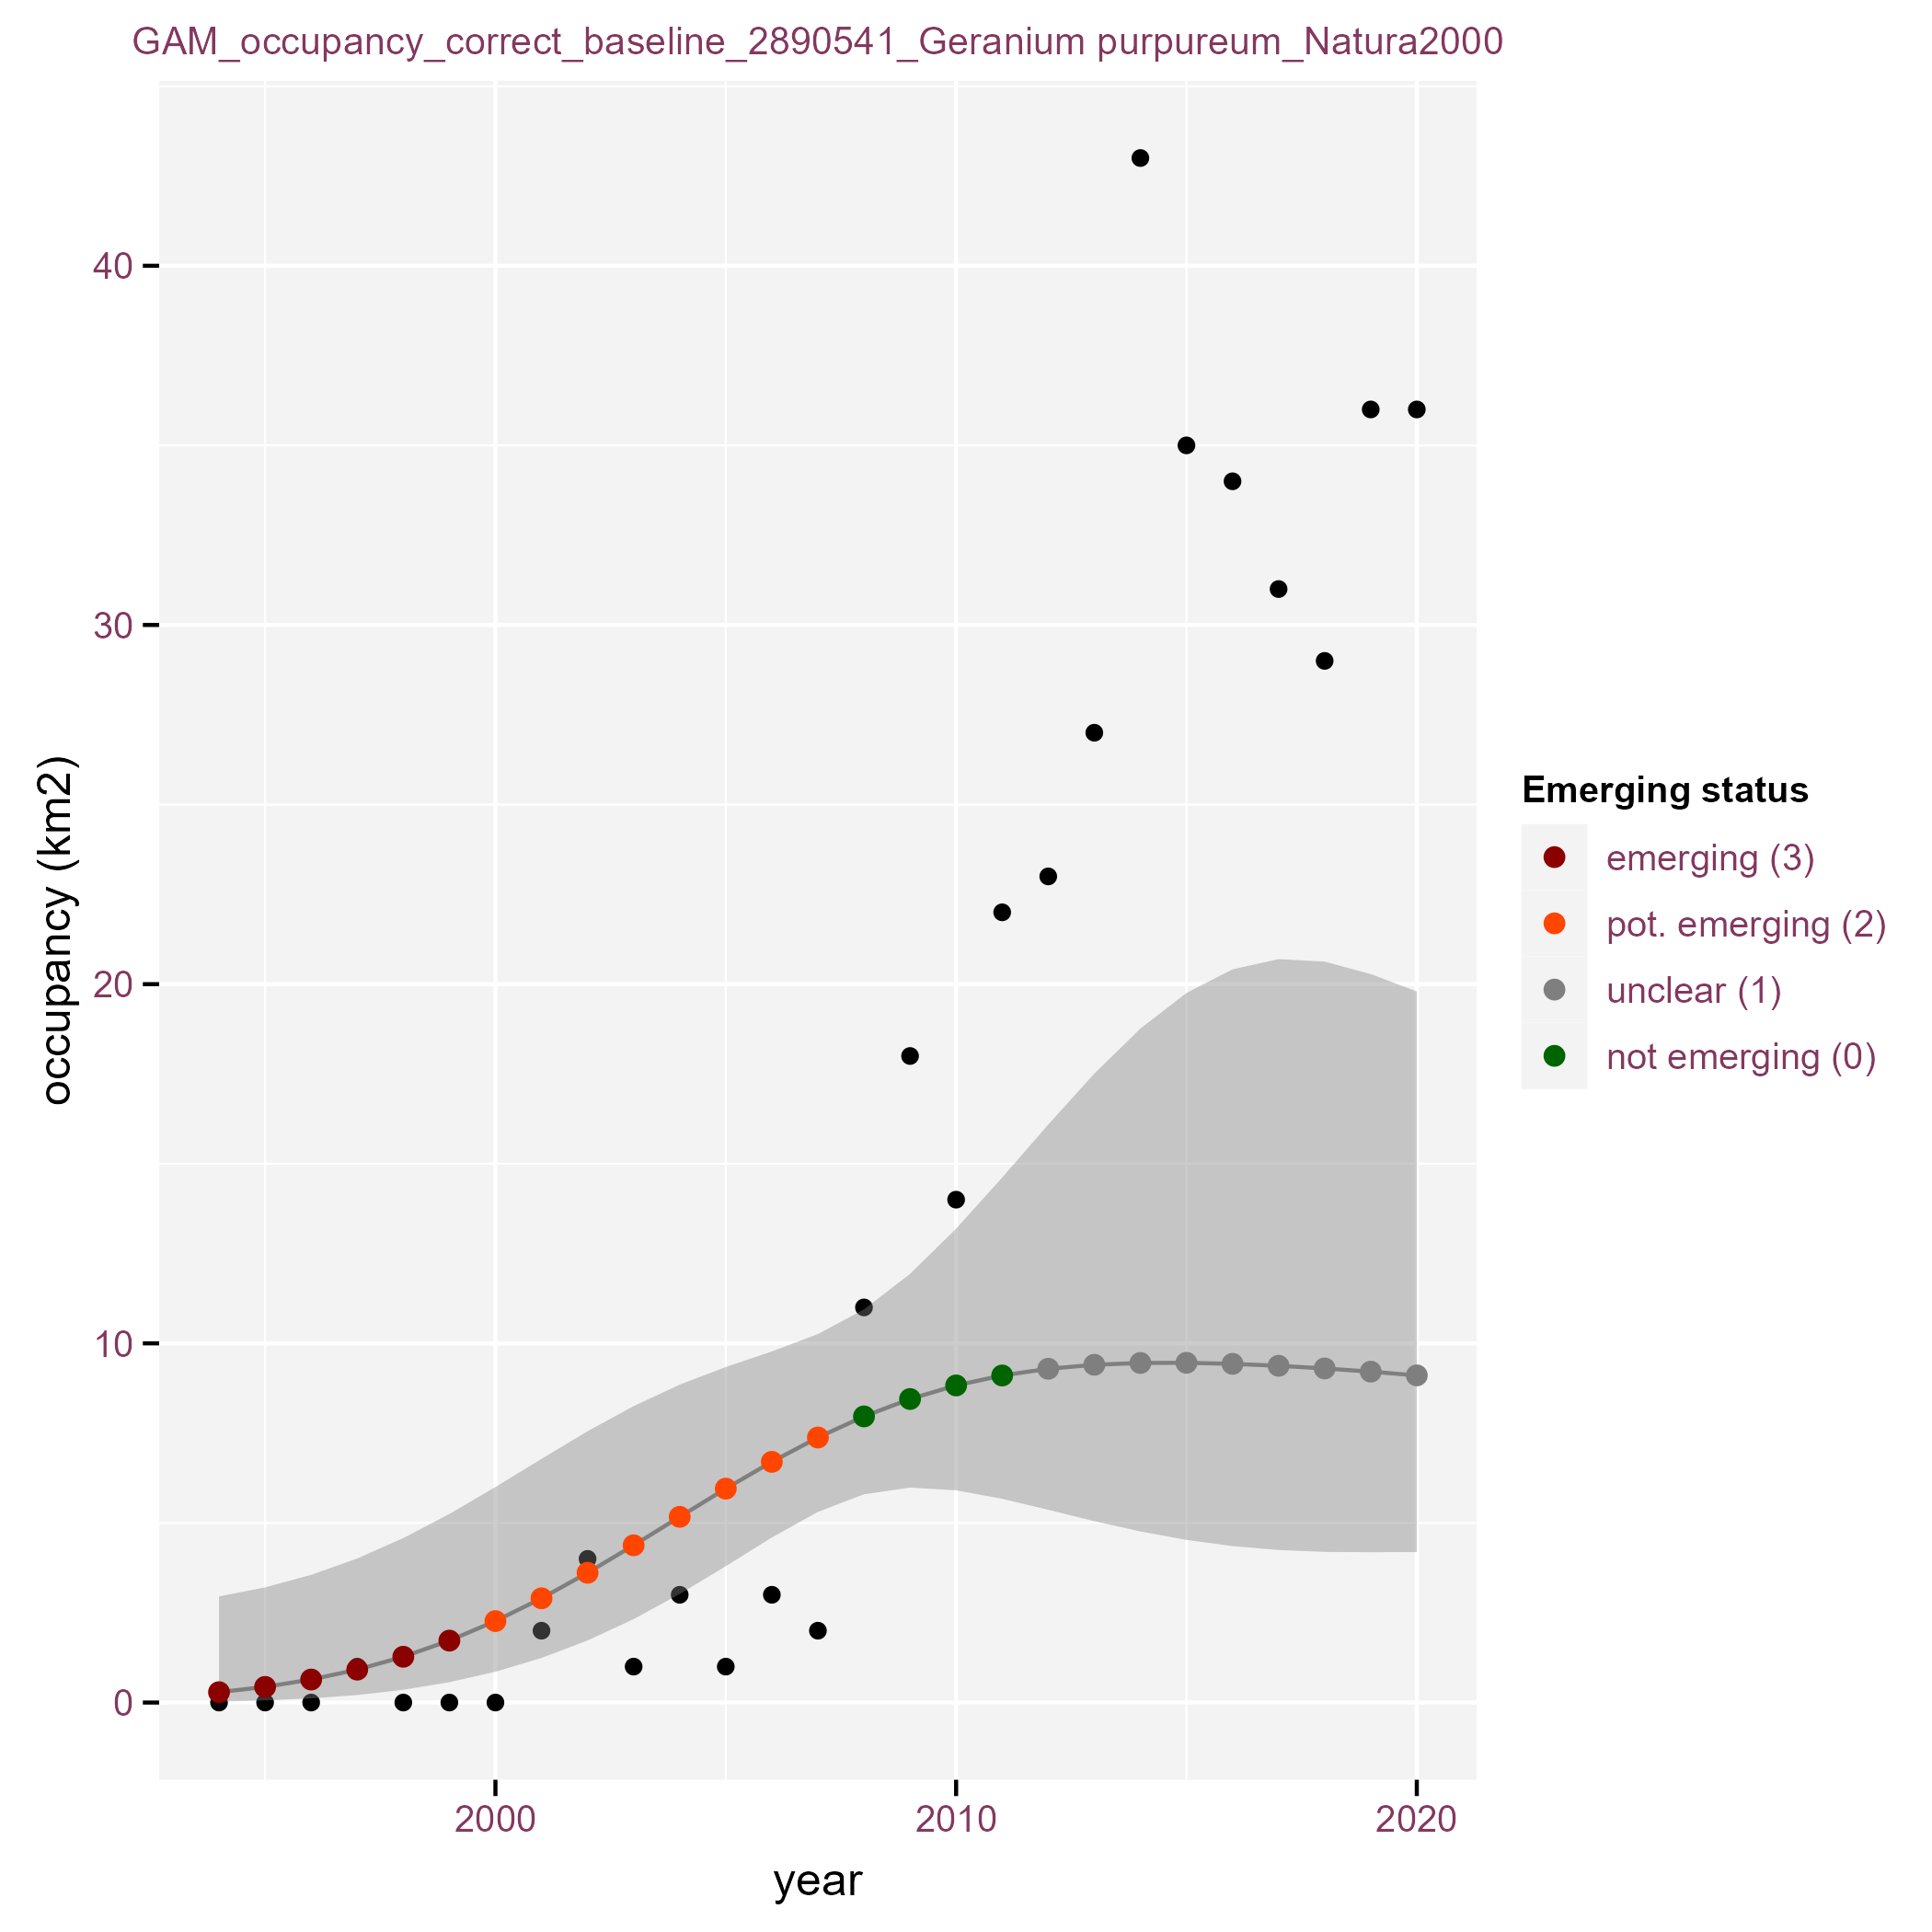 GAM_occupancy_correct_baseline_2890541_Geranium purpureum_Natura2000
occupancy (km2)
40
30
20
10
0
2000
2010
2020
year
Emerging status
emerging (3)
pot. emerging (2)
unclear (1)
not emerging (0)